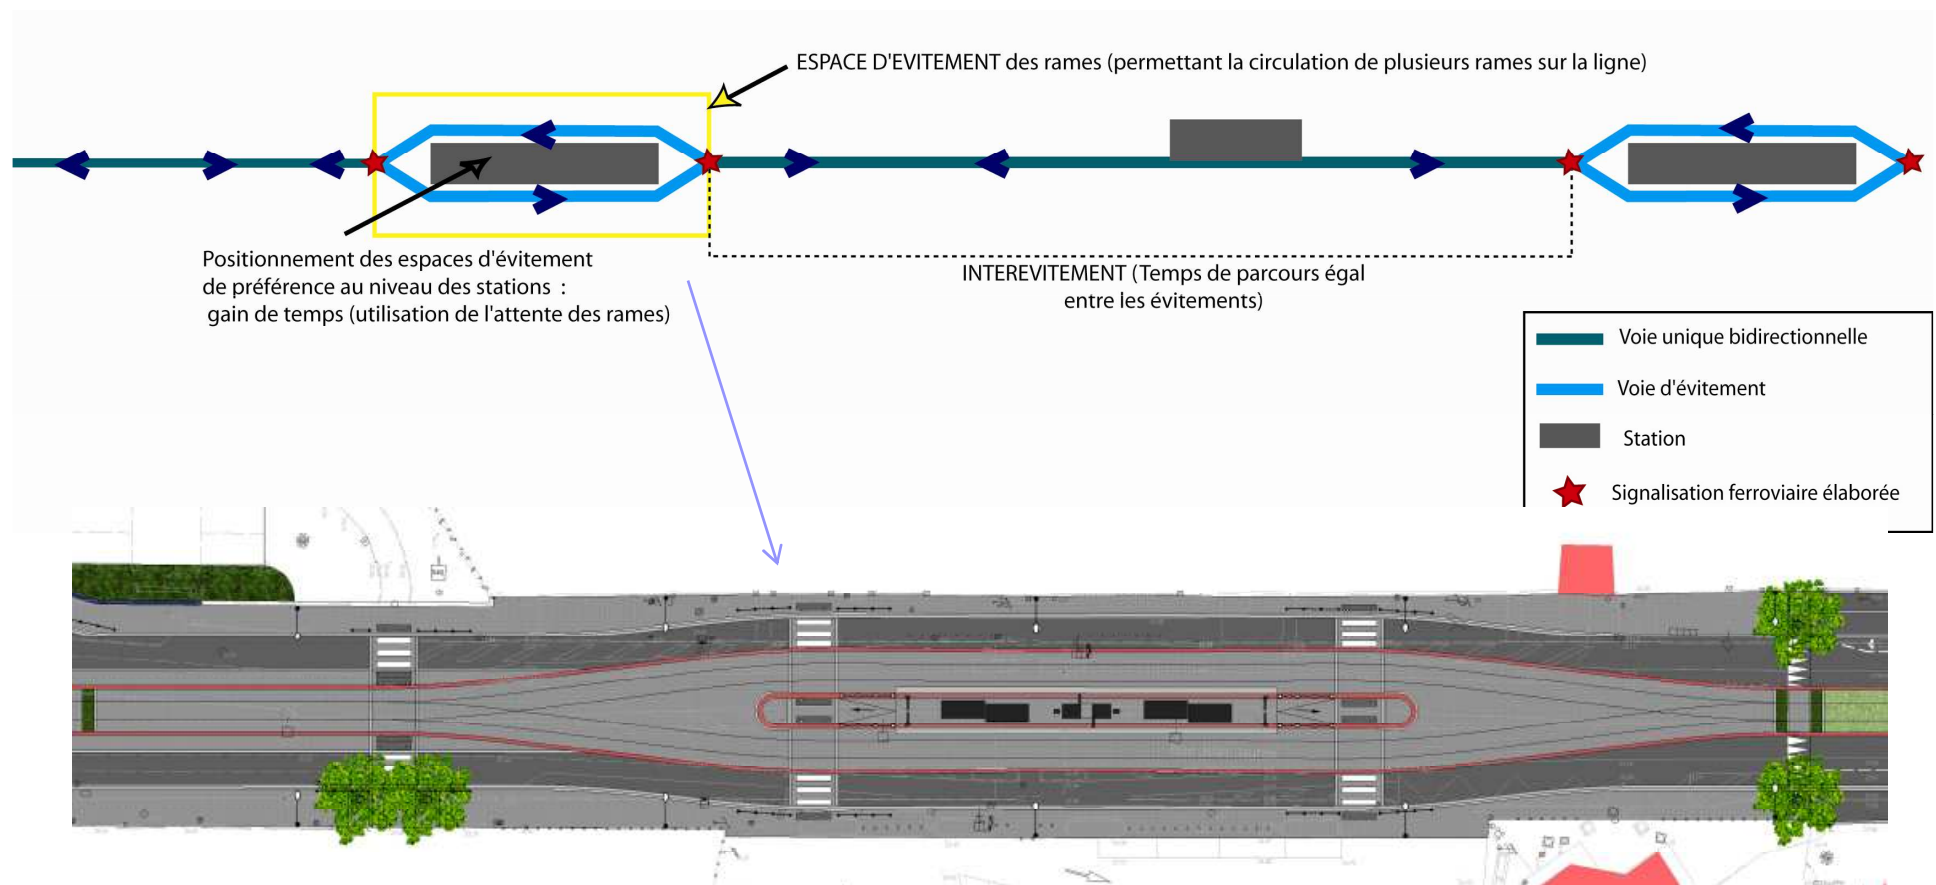 ESPACE D'EVITEMENT des rames (permettant la circulation de plusieurs rames sur la ligne)
Positionnement des espaces d'évitement
de préférence au niveau des stations :
gain de temps (utilisation de l'attente des rames)
INTEREVITEMENT (Temps de parcours égal
entre les évitements)
Voie unique bidirectionnelle
Voie d'évitement
Station
Signalisation ferroviaire élaborée